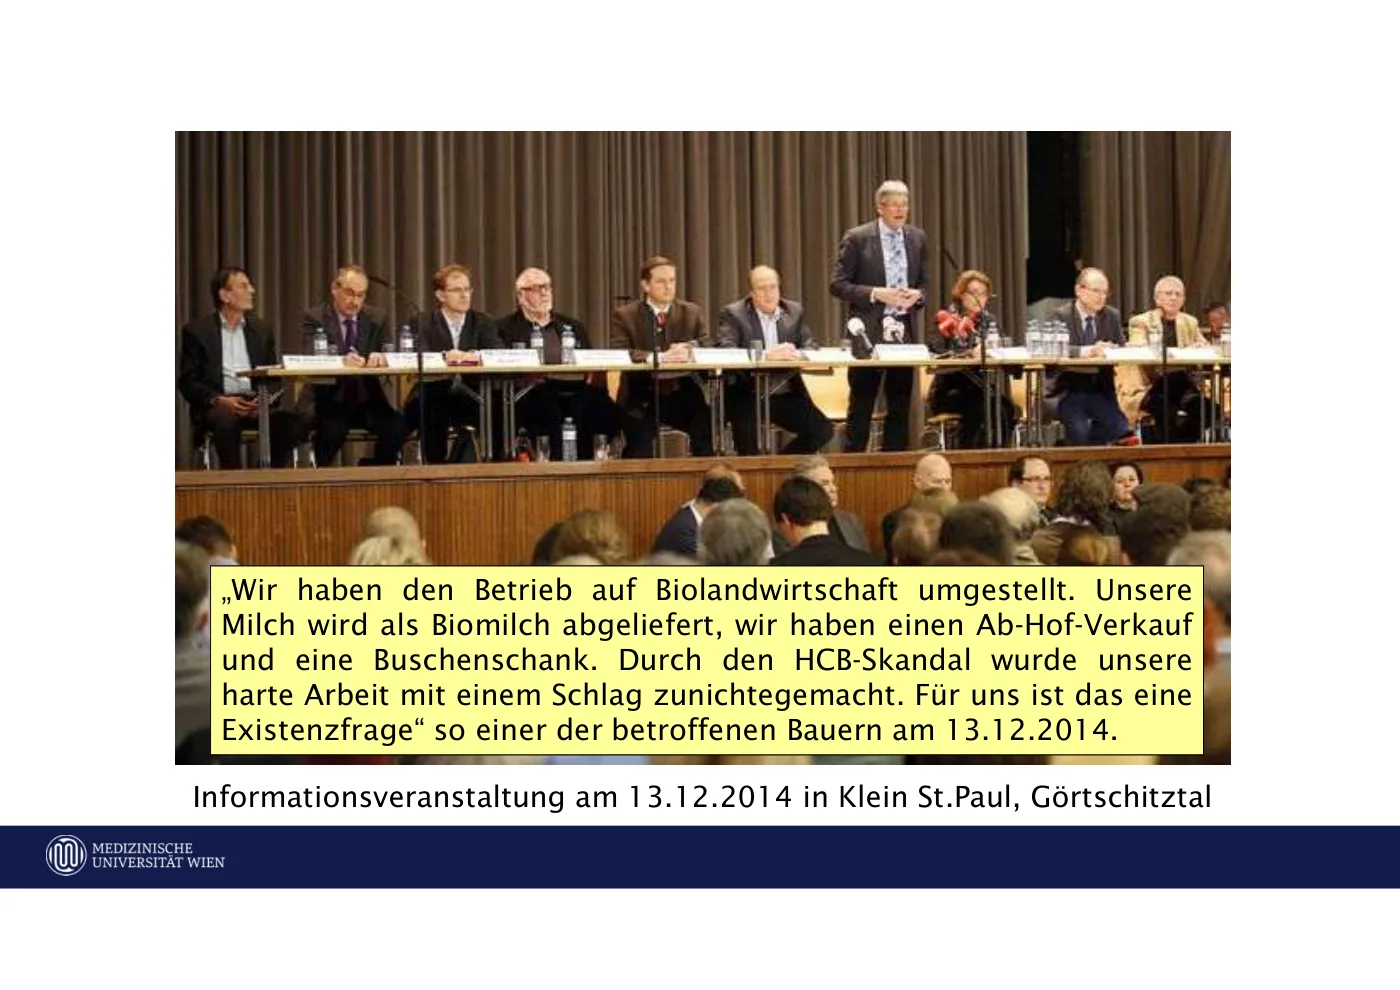 „Wir haben den Betrieb auf Biolandwirtschaft umgestellt. Unsere
Milch wird als Biomilch abgeliefert, wir haben einen Ab-Hof-Verkauf
und eine Buschenschank. Durch den HCB-Skandal wurde unsere
harte Arbeit mit einem Schlag zunichtegemacht. Für uns ist das eine
Existenzfrage“ so einer der betroffenen Bauern am 13.12.2014.
Informationsveranstaltung am 13.12.2014 in Klein St.Paul, Görtschitztal
MEDIZINISCHE
UNIVERSITÄT WIEN